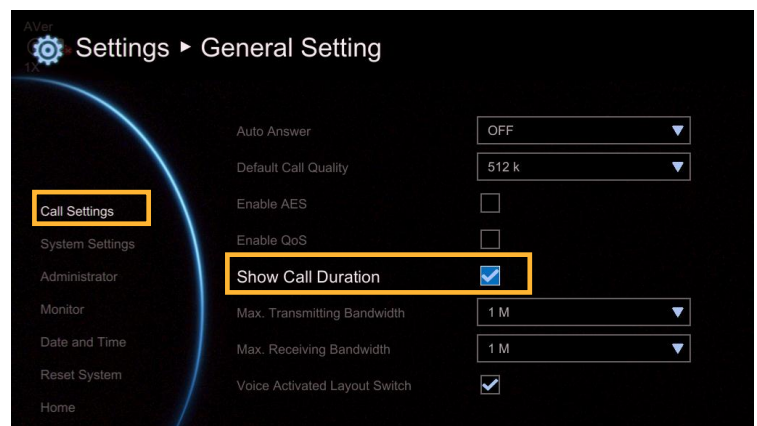 AVer
Settings ▸ General Setting
1X
Auto Answer OFF
Default Call Quality 512 k
Call Settings Enable AES
System Settings Enable QoS
Administrator Show Call Duration
Monitor Max. Transmitting Bandwidth 1 M
Date and Time Max. Receiving Bandwidth 1 M
Reset System Voice Activated Layout Switch
Home